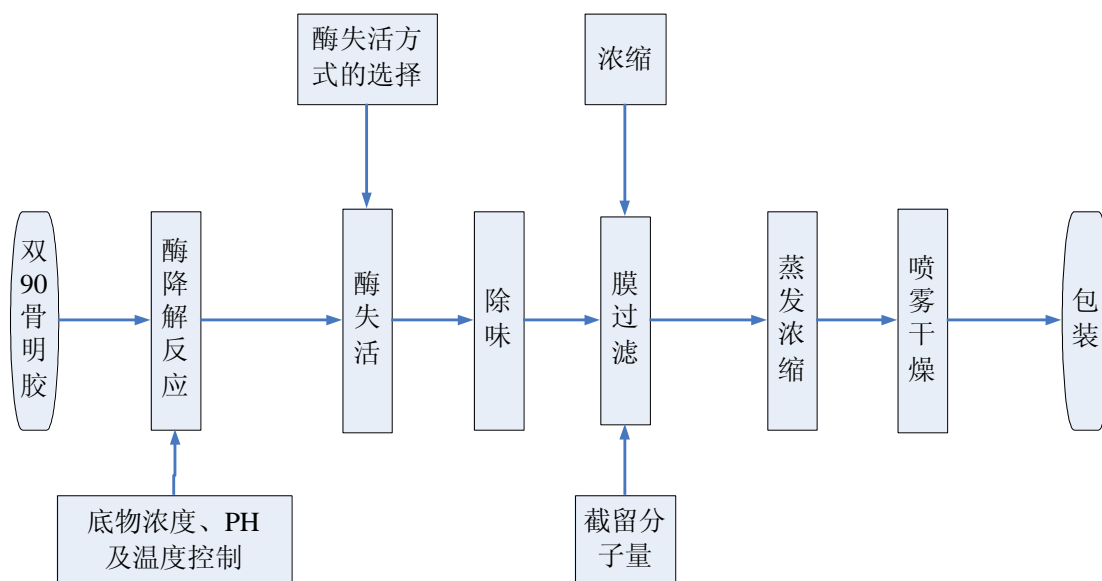 酶失活方
式的选择
浓缩
双
90
骨
明
胶
酶
降
解
反
应
酶
失
活
除
味
膜
过
滤
蒸
发
浓
缩
喷
雾
干
燥
包
装
底物浓度、PH
及温度控制
截留分
子量